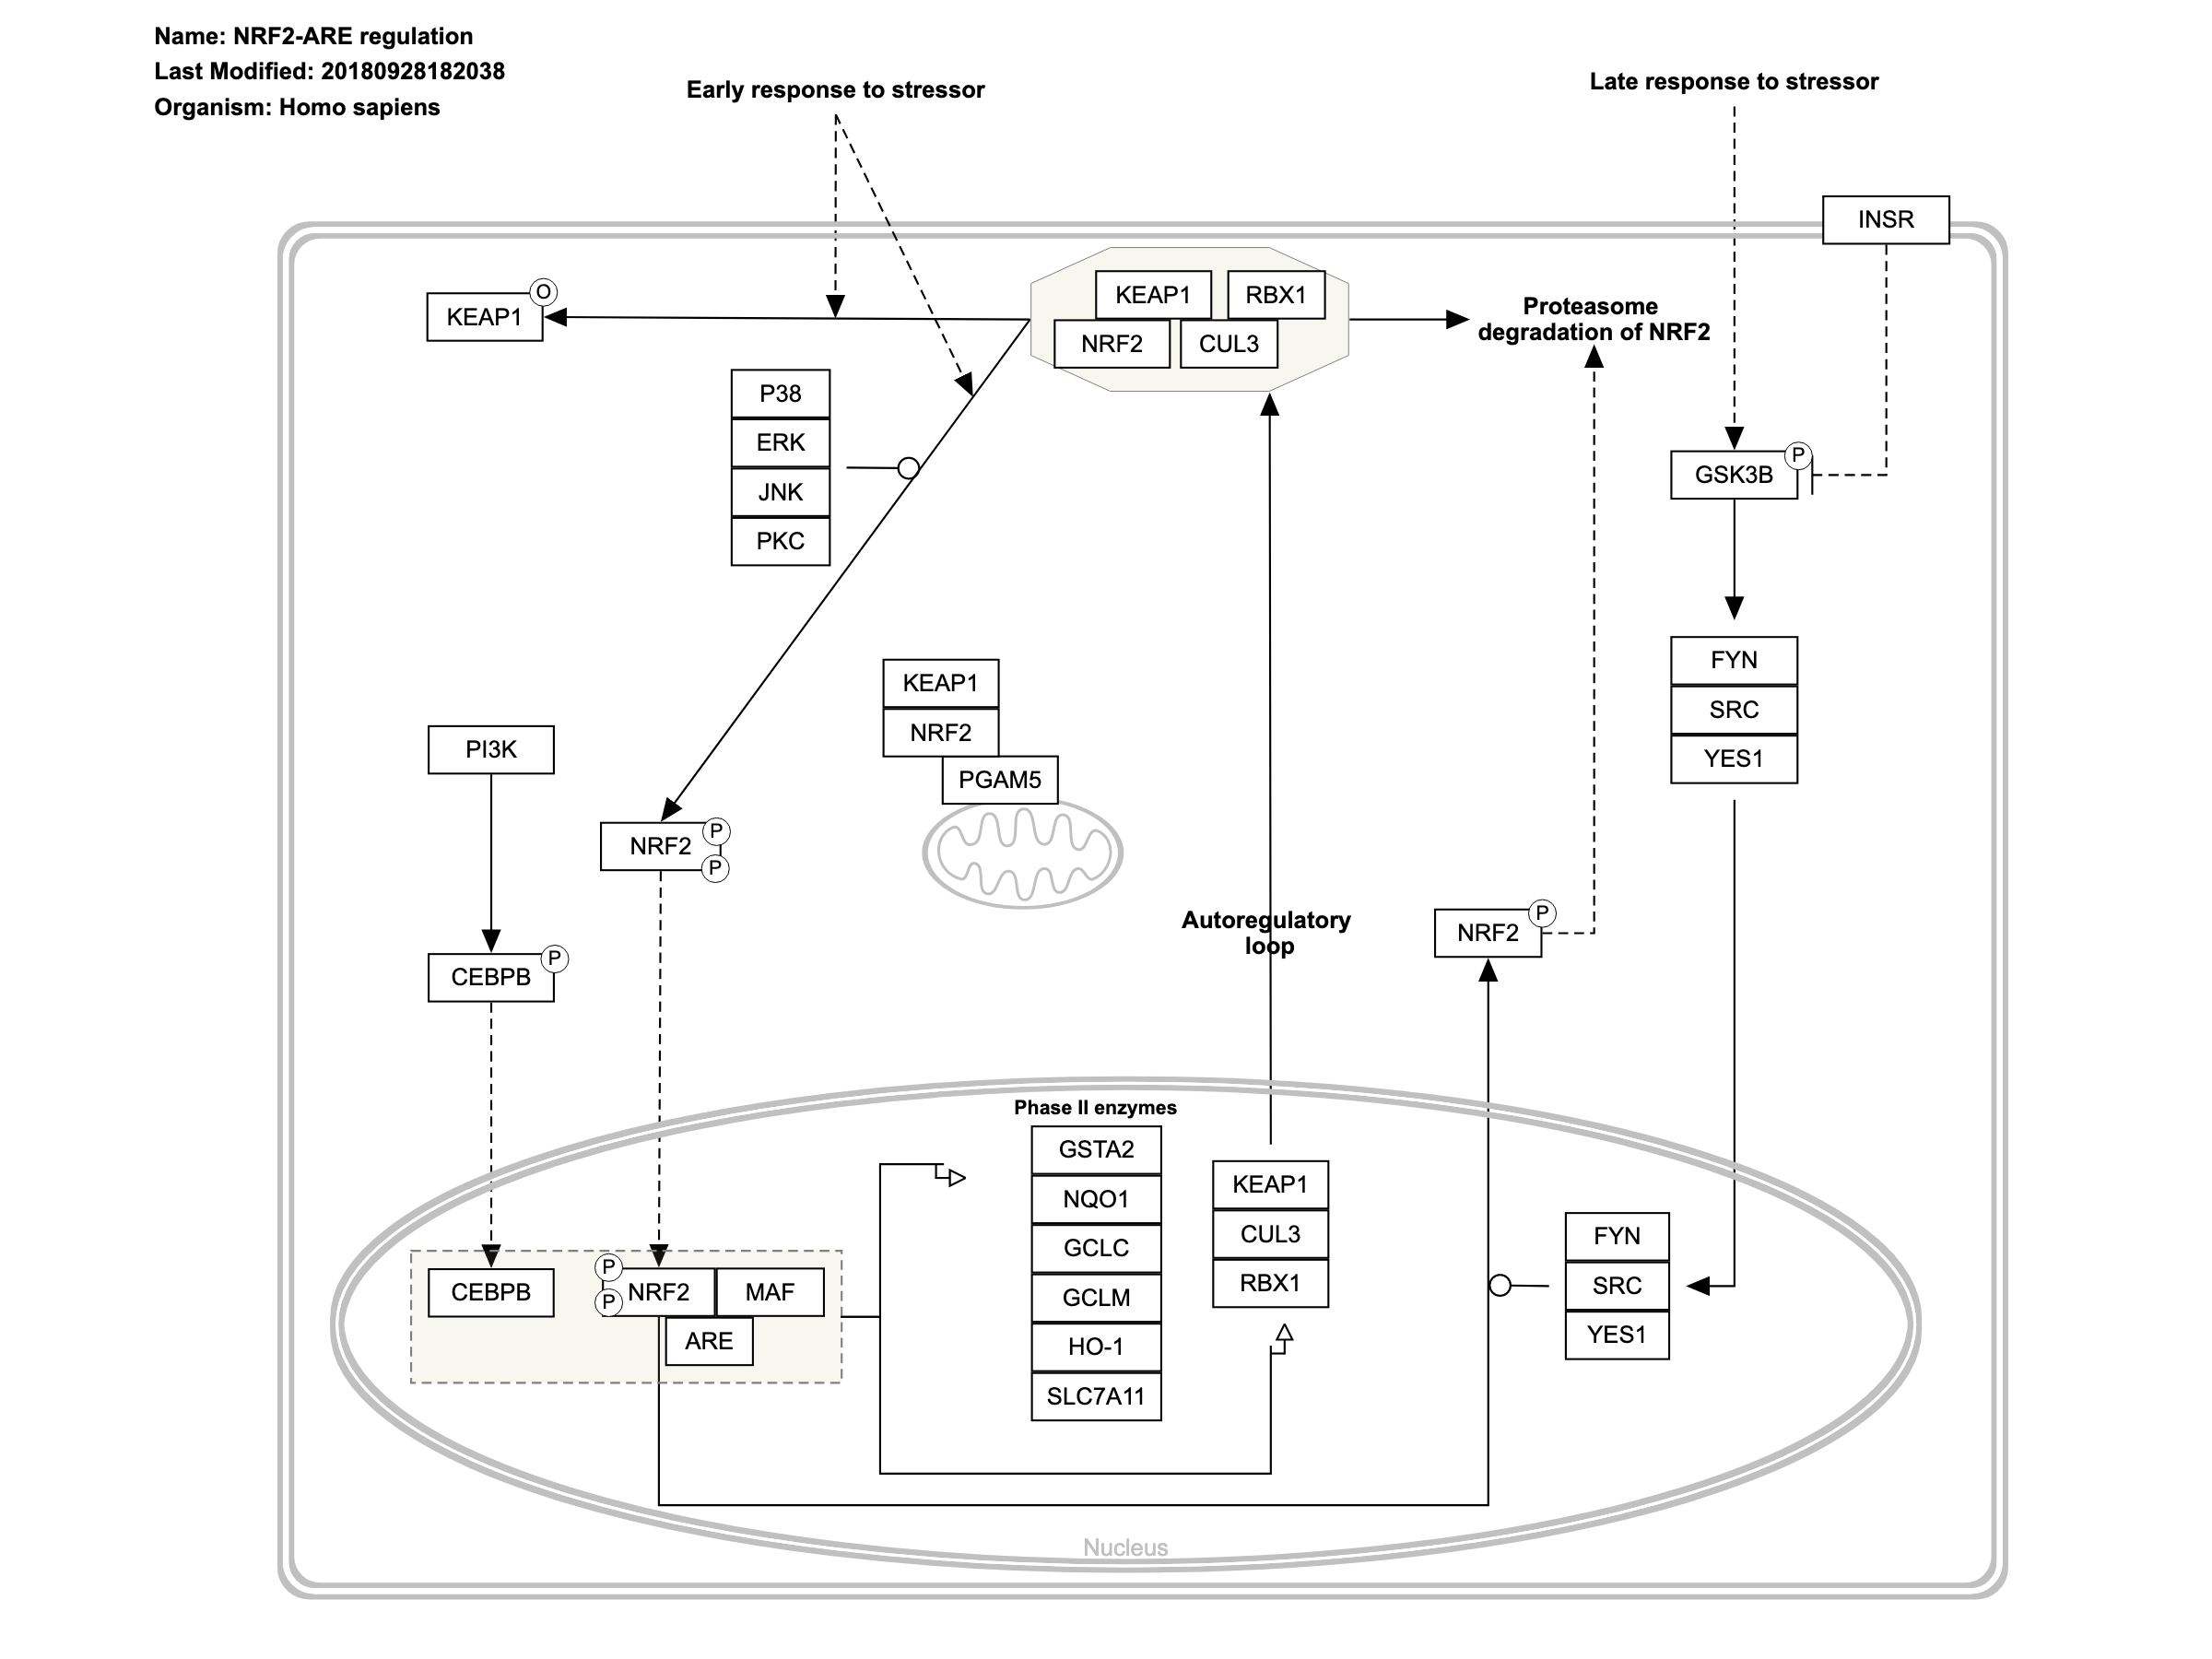 Name: NRF2-ARE regulation
Last Modified: 20180928182038
Organism: Homo sapiens
Early response to stressor
Late response to stressor
INSR
KEAP1
O
KEAP1
RBX1
NRF2
CUL3
Proteasome
degradation of NRF2
P38
ERK
JNK
PKC
GSK3B
P
FYN
SRC
YES1
KEAP1
NRF2
PGAM5
PI3K
NRF2
P
P
Autoregulatory
loop
NRF2
P
CEBPB
P
Phase II enzymes
GSTA2
NQO1
GCLC
GCLM
HO-1
SLC7A11
KEAP1
CUL3
RBX1
FYN
SRC
YES1
CEBPB
P
P
NRF2
MAF
ARE
Nucleus